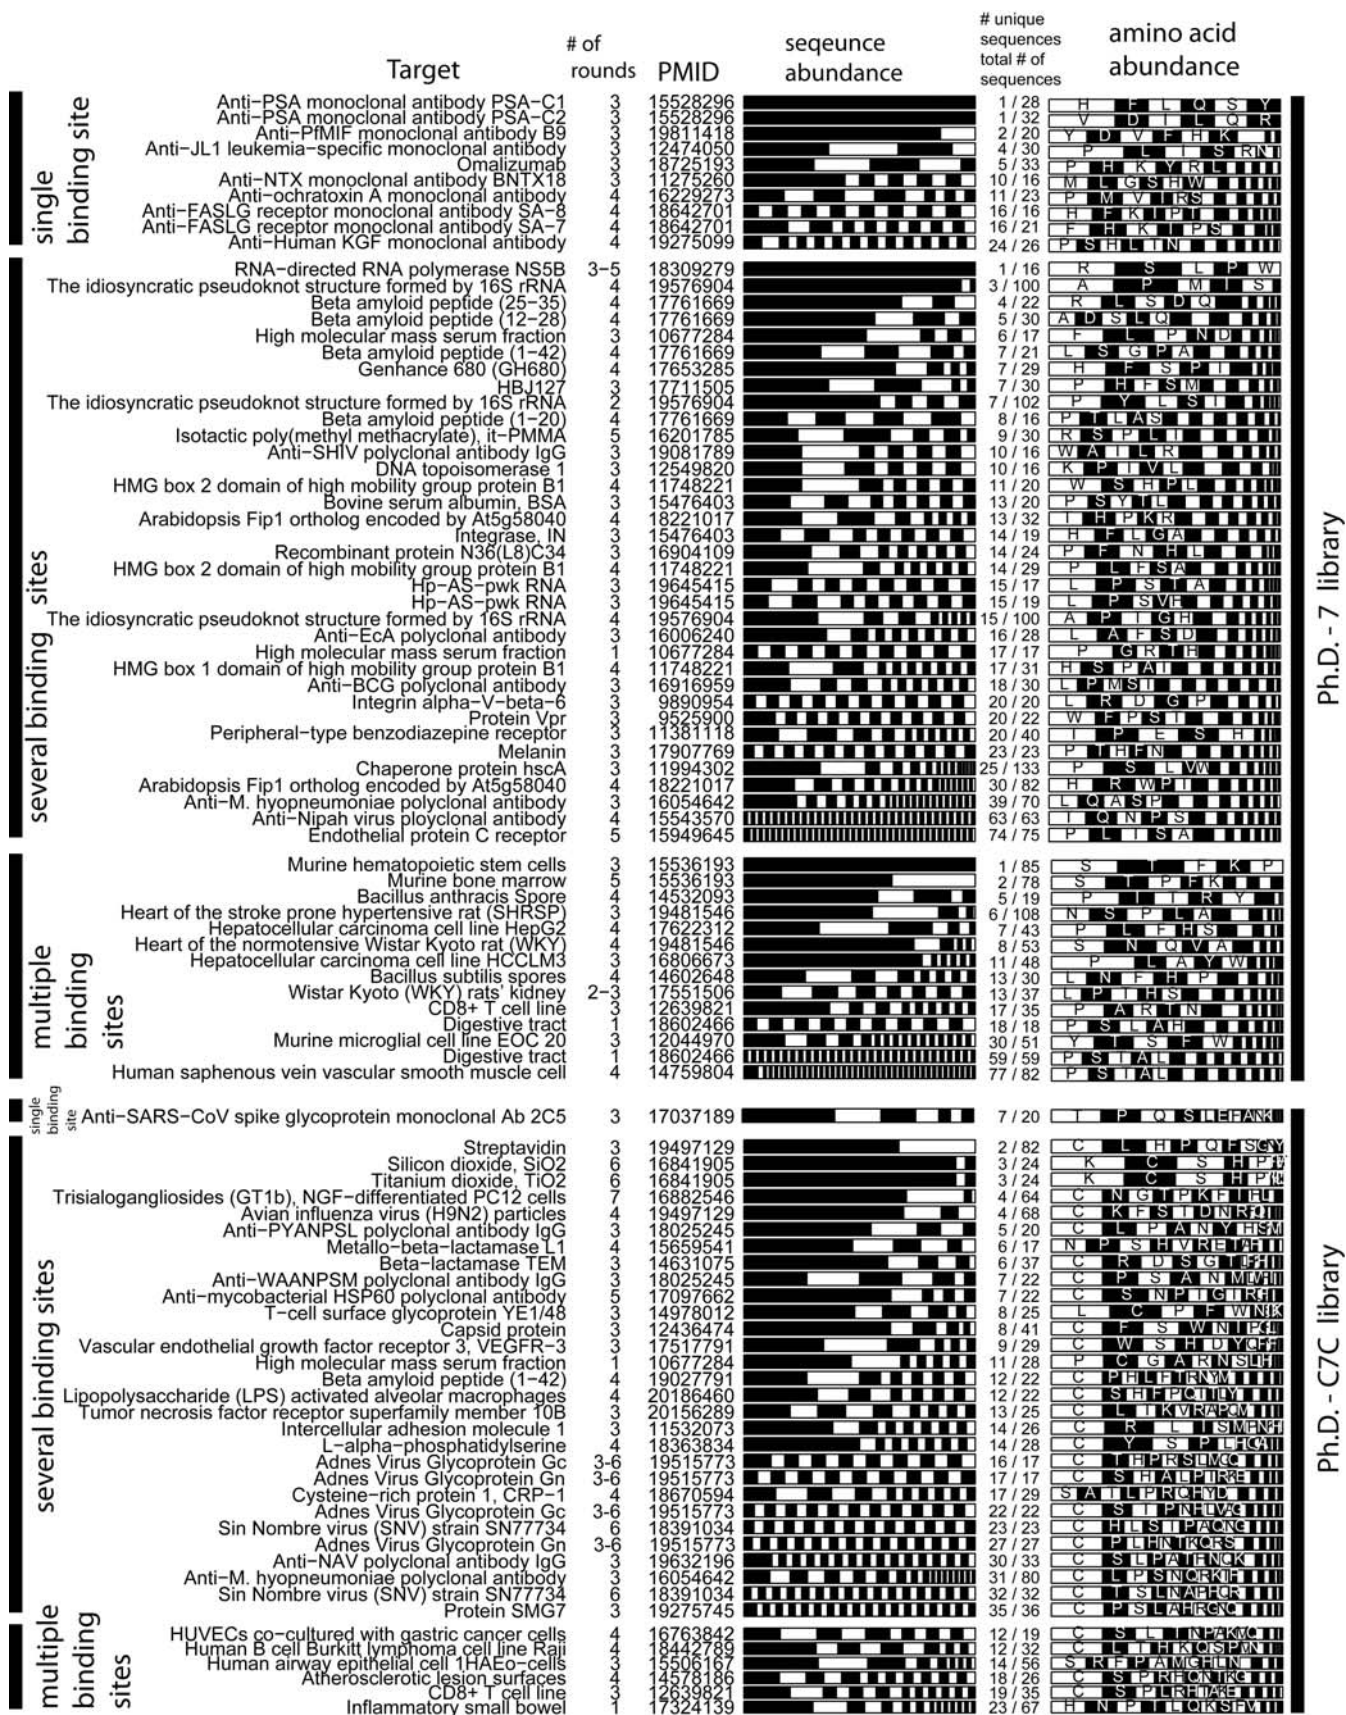 Target # of rounds PMID seqeunce abundance # unique sequences total # of sequences amino acid abundance
single binding site
Anti-PSA monoclonal antibody PSA-C1 3 15528296 1 / 28 H F L Q S Y
Anti-PSA monoclonal antibody PSA-C2 3 15528296 1 / 32 V D I L Q R
Anti-PfMIF monoclonal antibody B9 3 19811418 2 / 20 Y D V F H K
Anti-JL1 leukemia-specific monoclonal antibody 3 12474050 4 / 30 P L I S R N
Omalizumab 3 18725193 5 / 33 P H K Y R L
Anti-NTX monoclonal antibody BNTX18 3 11275260 10 / 16 M L G S H W
Anti-ochratoxin A monoclonal antibody 4 16229273 11 / 23 P M V T R S
Anti-FASLG receptor monoclonal antibody SA-8 4 18642701 16 / 16 H F K I P T
Anti-FASLG receptor monoclonal antibody SA-7 4 18642701 16 / 21 F H K I P S
Anti-Human KGF monoclonal antibody 4 19275099 24 / 26 P S H L T N
several binding sites
RNA-directed RNA polymerase NS5B 3-5 18309279 1 / 16 R S L P W
The idiosyncratic pseudoknot structure formed by 16S rRNA 4 19576904 3 / 100 A P M I S
Beta amyloid peptide (25-35) 4 17761669 4 / 22 R L S D Q
Beta amyloid peptide (12-28) 4 17761669 5 / 30 A D S L Q
High molecular mass serum fraction 3 10677284 6 / 17 F L P N D
Beta amyloid peptide (1-42) 4 17761669 7 / 21 L S G P A
Genhance 680 (GH680) 4 17653285 7 / 29 H F S P T
HBJ127 3 17711505 7 / 30 P H F S M
The idiosyncratic pseudoknot structure formed by 16S rRNA 2 19576904 7 / 102 P Y L S T
Beta amyloid peptide (1-20) 4 17761669 8 / 16 P T L A S
Isotactic poly(methyl methacrylate), it-PMMA 5 16201785 9 / 30 R S P L T
Anti-SHIV polyclonal antibody IgG 3 19081789 10 / 16 W A T L R
DNA topoisomerase 1 3 12549820 10 / 16 K P T V L
HMG box 2 domain of high mobility group protein B1 4 11748221 11 / 20 W S H P L
Bovine serum albumin, BSA 3 15476403 13 / 20 P S Y T L
Arabidopsis Fip1 ortholog encoded by At5g58040 4 18221017 13 / 32 T H P K R
Integrase, IN 3 15476403 14 / 19 H F L G A
Recombinant protein N36(L8)C34 3 16904109 14 / 24 P F N H L
HMG box 2 domain of high mobility group protein B1 4 11748221 14 / 29 P L F S A
Hp-AS-pwk RNA 3 19645415 15 / 17 L P S T A
Hp-AS-pwk RNA 3 19645415 15 / 19 L P S V H
The idiosyncratic pseudoknot structure formed by 16S rRNA 4 19576904 15 / 100 A P T G H
Anti-EcA polyclonal antibody 3 16006240 16 / 28 L A F S D
High molecular mass serum fraction 1 10677284 17 / 17 P G R T H
HMG box 1 domain of high mobility group protein B1 4 11748221 17 / 31 H S P A T
Anti-BCG polyclonal antibody 3 16916959 18 / 30 L P M S T
Integrin alpha-V-beta-6 3 9890954 20 / 20 L R D G P
Protein Vpr 3 9525900 20 / 22 W F P S T
Peripheral-type benzodiazepine receptor 3 11381118 20 / 40 T P E S H
Melanin 3 17907769 23 / 23 P T H F N
Chaperone protein hscA 3 11994302 25 / 133 P S L V W
Arabidopsis Fip1 ortholog encoded by At5g58040 4 18221017 30 / 82 H R W P T
Anti-M. hyopneumoniae polyclonal antibody 3 16054642 39 / 70 L Q A S P
Anti-Nipah virus ployclonal antibody 4 15543570 63 / 63 T Q N P S
Endothelial protein C receptor 5 15949645 74 / 75 P L T S A
multiple binding sites
Murine hematopoietic stem cells 3 15536193 1 / 85 S T F K P
Murine bone marrow 5 15536193 2 / 78 S T P F K
Bacillus anthracis Spore 4 14532093 5 / 19 P I T R Y
Heart of the stroke prone hypertensive rat (SHRSP) 3 19481546 6 / 108 N S P L A
Hepatocellular carcinoma cell line HepG2 4 17622312 7 / 43 P L F H S
Heart of the normotensive Wistar Kyoto rat (WKY) 4 19481546 8 / 53 S N Q V A
Hepatocellular carcinoma cell line HCCLM3 3 16806673 11 / 48 P L A Y W
Bacillus subtilis spores 4 14602648 13 / 30 L N F H P
Wistar Kyoto (WKY) rats' kidney 2-3 17551506 13 / 37 L P T H S
CD8+ T cell line 3 12639821 17 / 35 P A R T N
Digestive tract 1 18602466 18 / 18 P S L A H
Murine microglial cell line EOC 20 3 12044970 30 / 51 Y T S F W
Digestive tract 1 18602466 59 / 59 P S T A L
Human saphenous vein vascular smooth muscle cell 4 14759804 77 / 82 P S T A L
Ph.D.- 7 library
single binding site
Anti-SARS-CoV spike glycoprotein monoclonal Ab 2C5 3 17037189 7 / 20 T P Q S L E F A N K
several binding sites
Streptavidin 3 19497129 2 / 82 C L H P Q F S G
Silicon dioxide, SiO2 6 16841905 3 / 24 K C S H P
Titanium dioxide, TiO2 6 16841905 3 / 24 K C S H P
Trisialogangliosides (GT1b), NGF-differentiated PC12 cells 7 16882546 4 / 64 C N G T P K F I H
Avian influenza virus (H9N2) particles 4 19497129 4 / 68 C K F S T D N R
Anti-PYANPSL polyclonal antibody IgG 3 18025245 5 / 20 C L P A N Y H S M
Metallo-beta-lactamase L1 4 15659541 6 / 17 N P S H V R E T
Beta-lactamase TEM 3 14631075 6 / 37 C R D S G T
Anti-WAANPSM polyclonal antibody IgG 3 18025245 7 / 22 C P S A N M
Anti-mycobacterial HSP60 polyclonal antibody 5 17097662 7 / 22 C S N P T G
T-cell surface glycoprotein YE1/48 3 14978012 8 / 25 L C P F W N
Capsid protein 3 12436474 8 / 41 C F S W N T P
Vascular endothelial growth factor receptor 3, VEGFR-3 3 17517791 9 / 29 C W S H D Y Q
High molecular mass serum fraction 1 10677284 11 / 28 P C G A R N S L H
Beta amyloid peptide (1-42) 4 19027791 12 / 22 C P H L F T R N Y M
Lipopolysaccharide (LPS) activated alveolar macrophages 4 20186460 12 / 22 C S H F P Q T L Y
Tumor necrosis factor receptor superfamily member 10B 3 20156289 13 / 25 C L T K V R A P Q M
Intercellular adhesion molecule 1 3 11532073 14 / 26 C R L T S M
L-alpha-phosphatidylserine 4 18363834 14 / 28 C Y S P L H
Adnes Virus Glycoprotein Gc 3-6 19515773 16 / 17 C T H P R S L
Adnes Virus Glycoprotein Gn 3-6 19515773 17 / 17 C S H A L P
Cysteine-rich protein 1, CRP-1 4 18670594 17 / 29 S A T L P R Q H Y D
Adnes Virus Glycoprotein Gc 3-6 19515773 22 / 22 C S T P N H L V
Sin Nombre virus (SNV) strain SN77734 6 18391034 23 / 23 C H L S T P A Q N G
Adnes Virus Glycoprotein Gn 3-6 19515773 27 / 27 C P L H N T K Q R S
Anti-NAV polyclonal antibody IgG 3 19632196 30 / 33 C S L P A T H N Q K
Anti-M. hyopneumoniae polyclonal antibody 3 16054642 31 / 80 C L P S N Q R K
Sin Nombre virus (SNV) strain SN77734 6 18391034 32 / 32 C T S L N A P H Q R
Protein SMG7 3 19275745 35 / 36 C P S L A H R G
multiple binding sites
HUVECs co-cultured with gastric cancer cells 4 16763842 12 / 19 C S L T N P A K M
Human B cell Burkitt lymphoma cell line Raji 4 18442789 12 / 32 C L T H K Q S P
Human airway epithelial cell 1HAEo-cells 3 15506167 14 / 56 S R F P A M G H L N
Atherosclerotic lesion surfaces 4 14578186 18 / 26 C S P R H Q N
CD8+ T cell line 3 12639821 19 / 35 C S P L R H T A
Inflammatory small bowel 1 17324139 23 / 67 H N P T L Q K S F
Ph.D. - C7C library